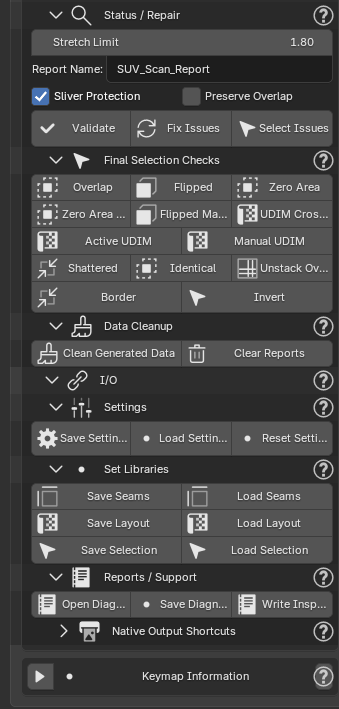 Status / Repair
Stretch Limit 1.80
Report Name: SUV_Scan_Report
Sliver Protection Preserve Overlap
Validate Fix Issues Select Issues
Final Selection Checks
Overlap Flipped Zero Area
Zero Area ... Flipped Ma... UDIM Cros...
Active UDIM Manual UDIM
Shattered Identical Unstack Ov...
Border Invert
Data Cleanup
Clean Generated Data Clear Reports
I/O
Settings
Save Settin... Load Settin... Reset Setti...
Set Libraries
Save Seams Load Seams
Save Layout Load Layout
Save Selection Load Selection
Reports / Support
Open Diag... Save Diagn... Write Insp...
Native Output Shortcuts
Keymap Information